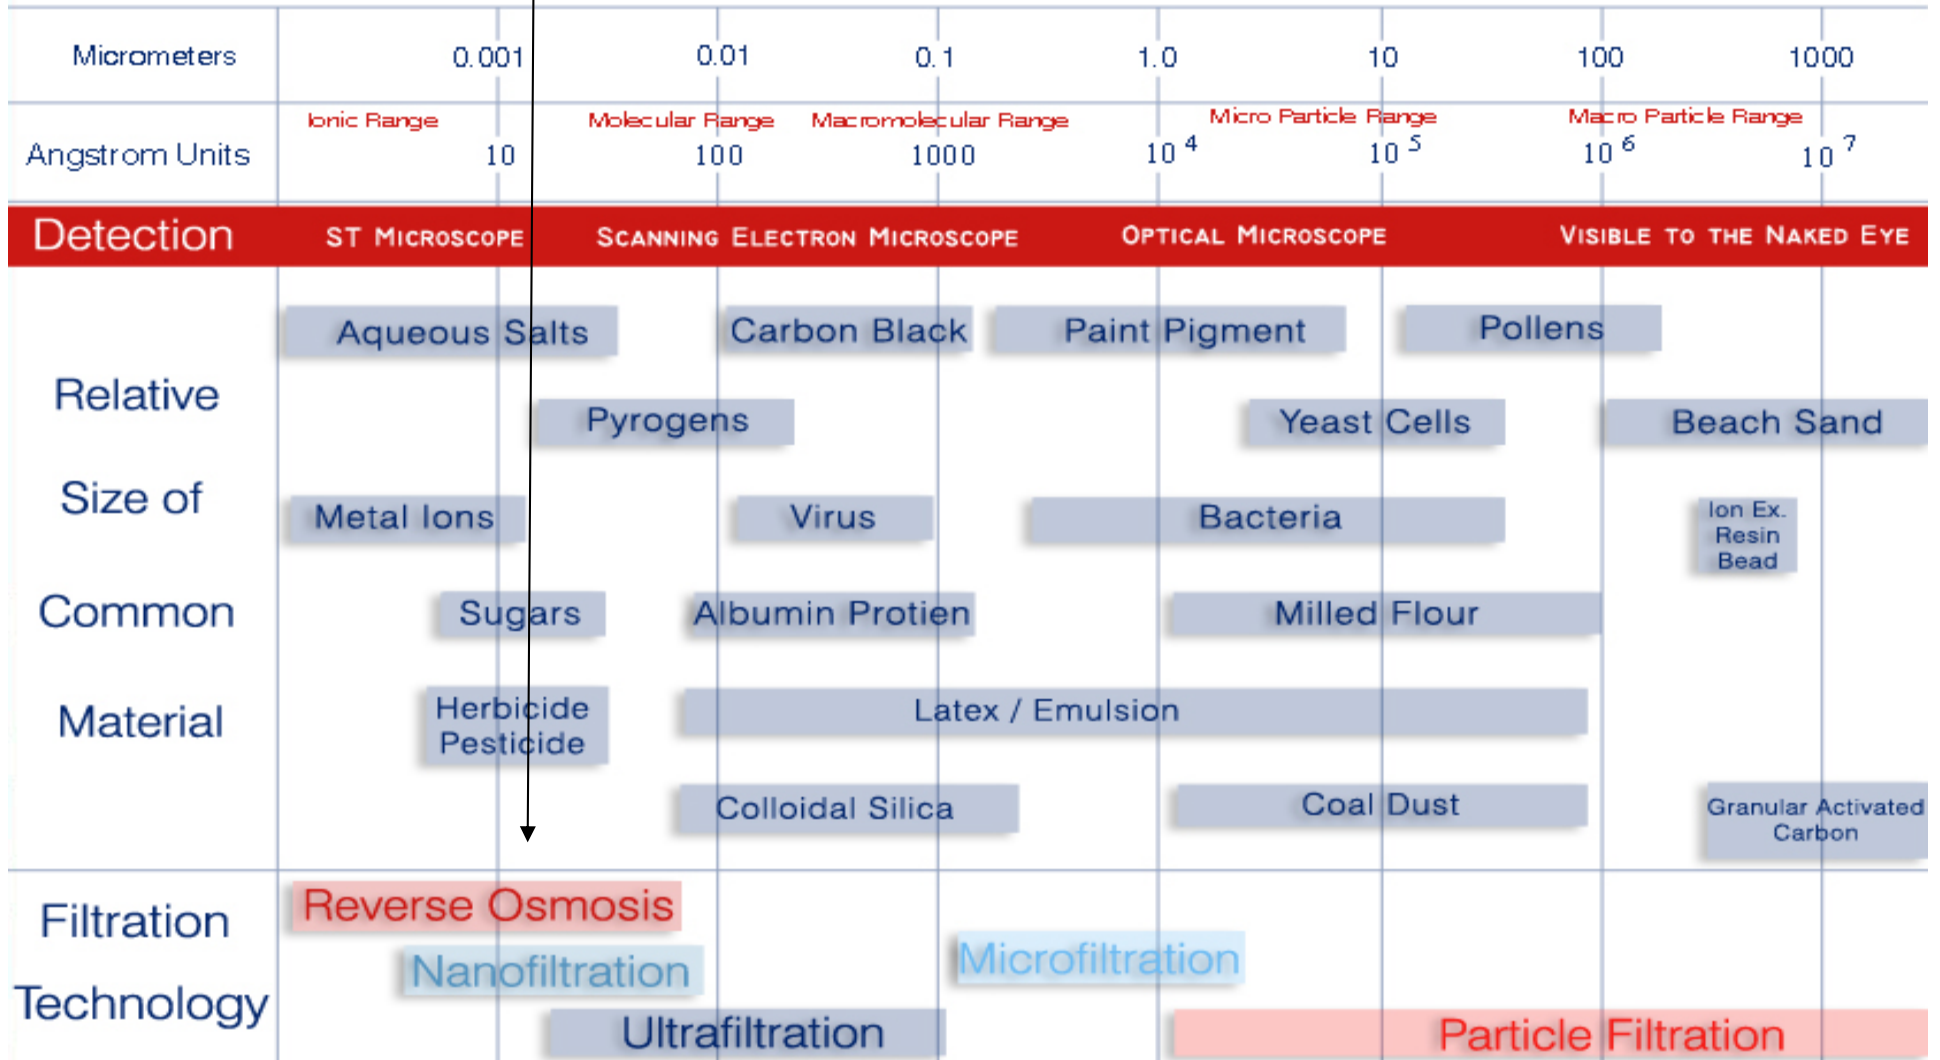 Micrometers 0.001 0.01 0.1 1.0 10 100 1000
Ionic Range Molecular Range Macromolecular Range Micro Particle Range Macro Particle Range
Angstrom Units 10 100 1000 10 4 10 5 10 6 10 7
Detection ST MICROSCOPE SCANNING ELECTRON MICROSCOPE OPTICAL MICROSCOPE VISIBLE TO THE NAKED EYE
Aqueous Salts Carbon Black Paint Pigment Pollens
Relative
Pyrogens Yeast Cells Beach Sand
Size of
Metal Ions Virus Bacteria Ion Ex.
Resin
Bead
Common Sugars Albumin Protien Milled Flour
Material Herbicide Latex / Emulsion
Pesticide
Colloidal Silica Coal Dust Granular Activated
Carbon
Filtration Reverse Osmosis
Nanofiltration Microfiltration
Technology
Ultrafiltration Particle Filtration